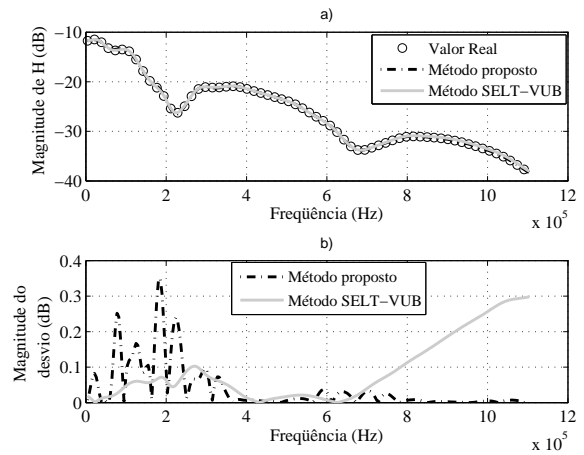 a)
−10
−20
−30
−40
Magnitude de H (dB)
Valor Real
Método proposto
Método SELT−VUB
0 2 4 6 8 10 12
Freqüência (Hz)
x 10^5
b)
0.4
0.3
0.2
0.1
0
Magnitude do
desvio (dB)
Método proposto
Método SELT−VUB
0 2 4 6 8 10 12
Freqüência (Hz)
x 10^5